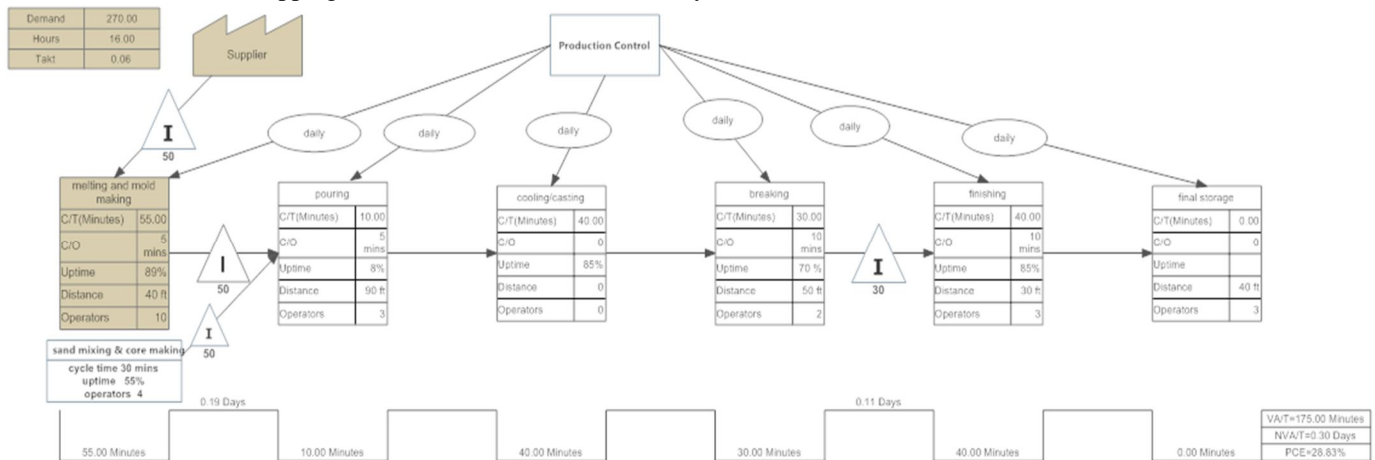 Demand 270.00
Hours 16.00
Takt 0.06
Supplier
Production Control
I
50
daily
daily
daily
daily
daily
daily
melting and mold
making
C/T(Minutes) 55.00
C/O 5
mins
Uptime 89%
Distance 40 ft
Operators 10
I
50
pouring
C/T(Minutes) 10.00
C/O 5
mins
Uptime 8%
Distance 90 ft
Operators 3
cooling/casting
C/T(Minutes) 40.00
C/O 0
Uptime 85%
Distance 0
Operators 0
breaking
C/T(Minutes) 30.00
C/O 10
mins
Uptime 70 %
Distance 50 ft
Operators 2
I
30
finishing
C/T(Minutes) 40.00
C/O 10
mins
Uptime 85%
Distance 30 ft
Operators 3
final storage
C/T(Minutes) 0.00
C/O 0
Uptime
Distance 40 ft
Operators 3
I
50
sand mixing & core making
cycle time 30 mins
uptime 55%
operators 4
0.19 Days
0.11 Days
55.00 Minutes
10.00 Minutes
40.00 Minutes
30.00 Minutes
40.00 Minutes
0.00 Minutes
VA/T=175.00 Minutes
NVA/T=0.30 Days
PCE=28.83%